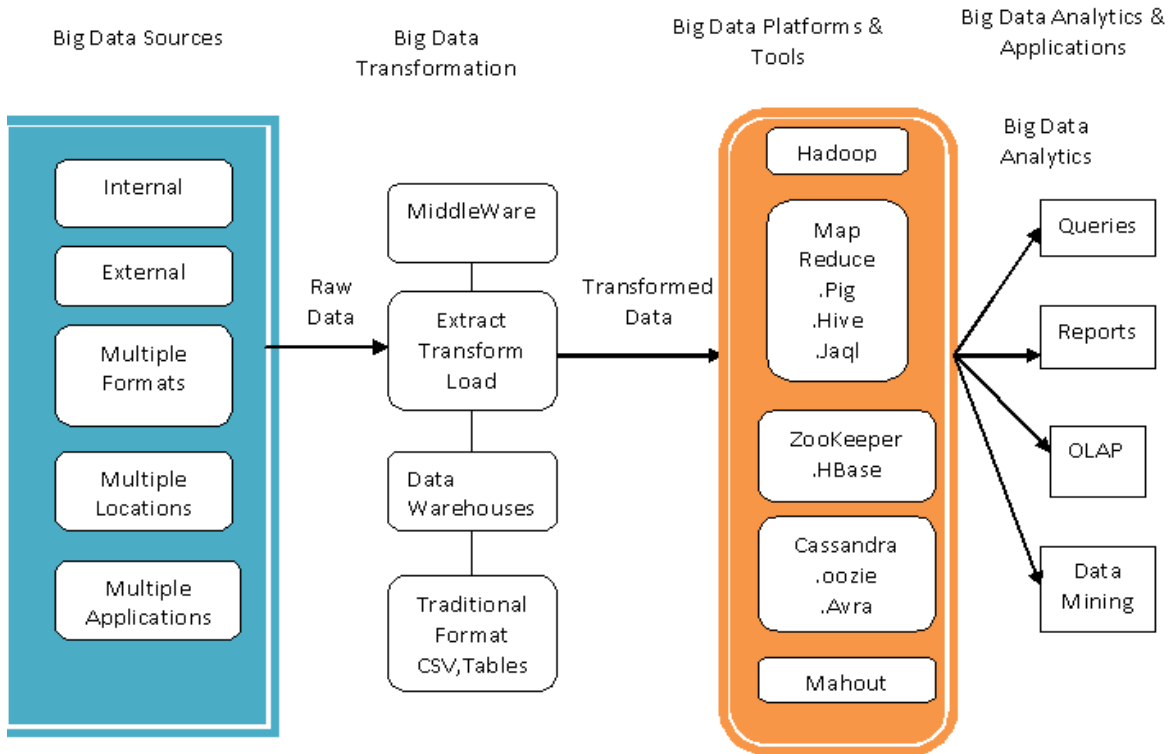 Big Data Sources
Big Data
Transformation
Big Data Platforms &
Tools
Big Data Analytics &
Applications
Internal
External
Multiple
Formats
Multiple
Locations
Multiple
Applications
Raw
Data
MiddleWare
Extract
Transform
Load
Data
Warehouses
Traditional
Format
CSV,Tables
Transformed
Data
Hadoop
Map
Reduce
.Pig
.Hive
.Jaql
ZooKeeper
.HBase
Cassandra
.oozie
.Avra
Mahout
Big Data
Analytics
Queries
Reports
OLAP
Data
Mining